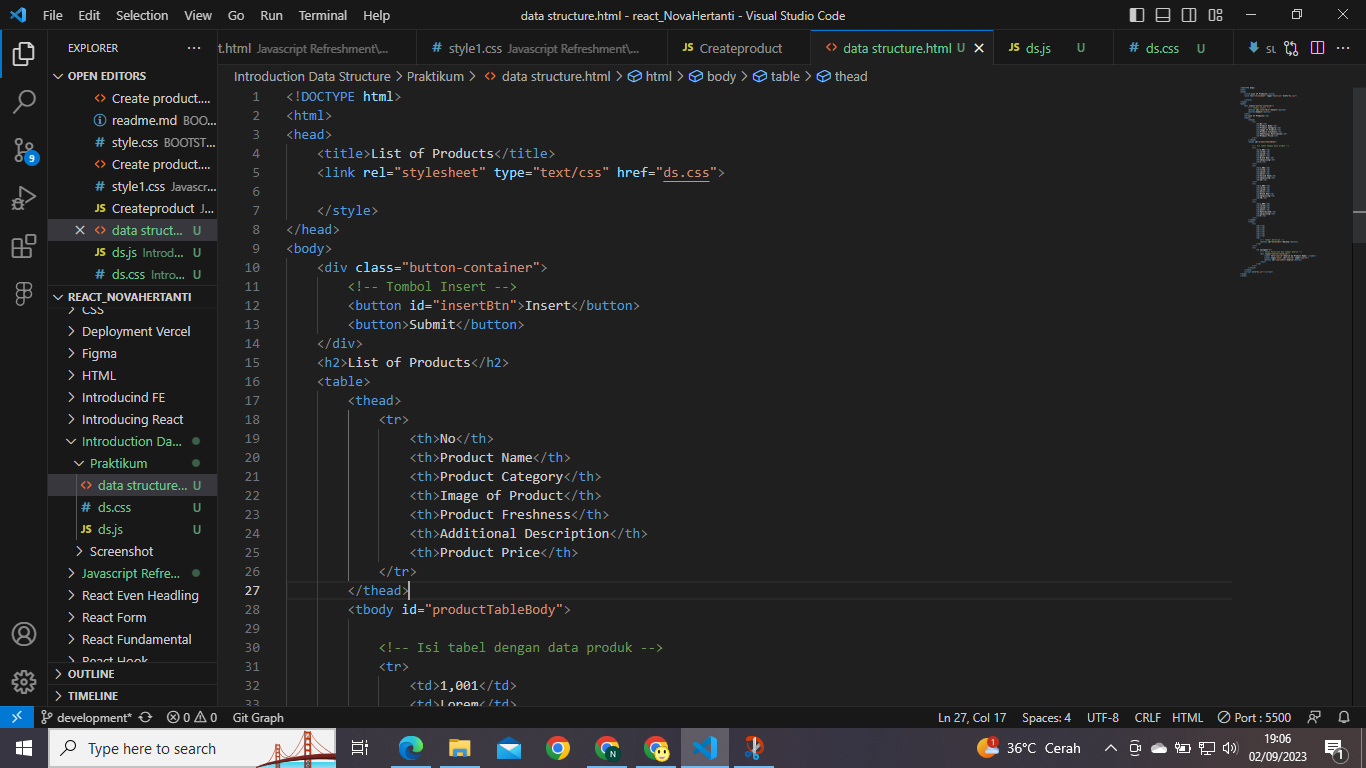 File Edit Selection View Go Run Terminal Help
data structure.html - react_NovaHertanti - Visual Studio Code
EXPLORER
OPEN EDITORS
Create product....
readme.md BOO...
style.css BOOTST...
Create product....
style1.css Javascr...
JS Createproduct J...
data struct... U
JS ds.js Introd... U
# ds.css Intro... U
REACT_NOVAHERTANTI
CSS
Deployment Vercel
Figma
HTML
Introducind FE
Introducing React
Introduction Da...
Praktikum
data structure... U
# ds.css U
JS ds.js U
Screenshot
Javascript Refre...
React Even Headling
React Form
React Fundamental
React Hook
OUTLINE
TIMELINE
t.html Javascript Refreshment\...
# style1.css Javascript Refreshment\...
JS Createproduct
data structure.html U
JS ds.js U
# ds.css U
Introduction Data Structure > Praktikum > data structure.html > html > body > table > thead
1 <!DOCTYPE html>
2 <html>
3 <head>
4 <title>List of Products</title>
5 <link rel="stylesheet" type="text/css" href="ds.css">
6
7 </style>
8 </head>
9 <body>
10 <div class="button-container">
11 <!-- Tombol Insert -->
12 <button id="insertBtn">Insert</button>
13 <button>Submit</button>
14 </div>
15 <h2>List of Products</h2>
16 <table>
17 <thead>
18 <tr>
19 <th>No</th>
20 <th>Product Name</th>
21 <th>Product Category</th>
22 <th>Image of Product</th>
23 <th>Product Freshness</th>
24 <th>Additional Description</th>
25 <th>Product Price</th>
26 </tr>
27 </thead>
28 <tbody id="productTableBody">
29
30 <!-- Isi tabel dengan data produk -->
31 <tr>
32 <td>1,001</td>
33 <td>Lorem</td>
9
development* 0 0 Git Graph
Ln 27, Col 17 Spaces: 4 UTF-8 CRLF HTML Port : 5500
Type here to search
N
1
36°C Cerah
19:06
02/09/2023
1